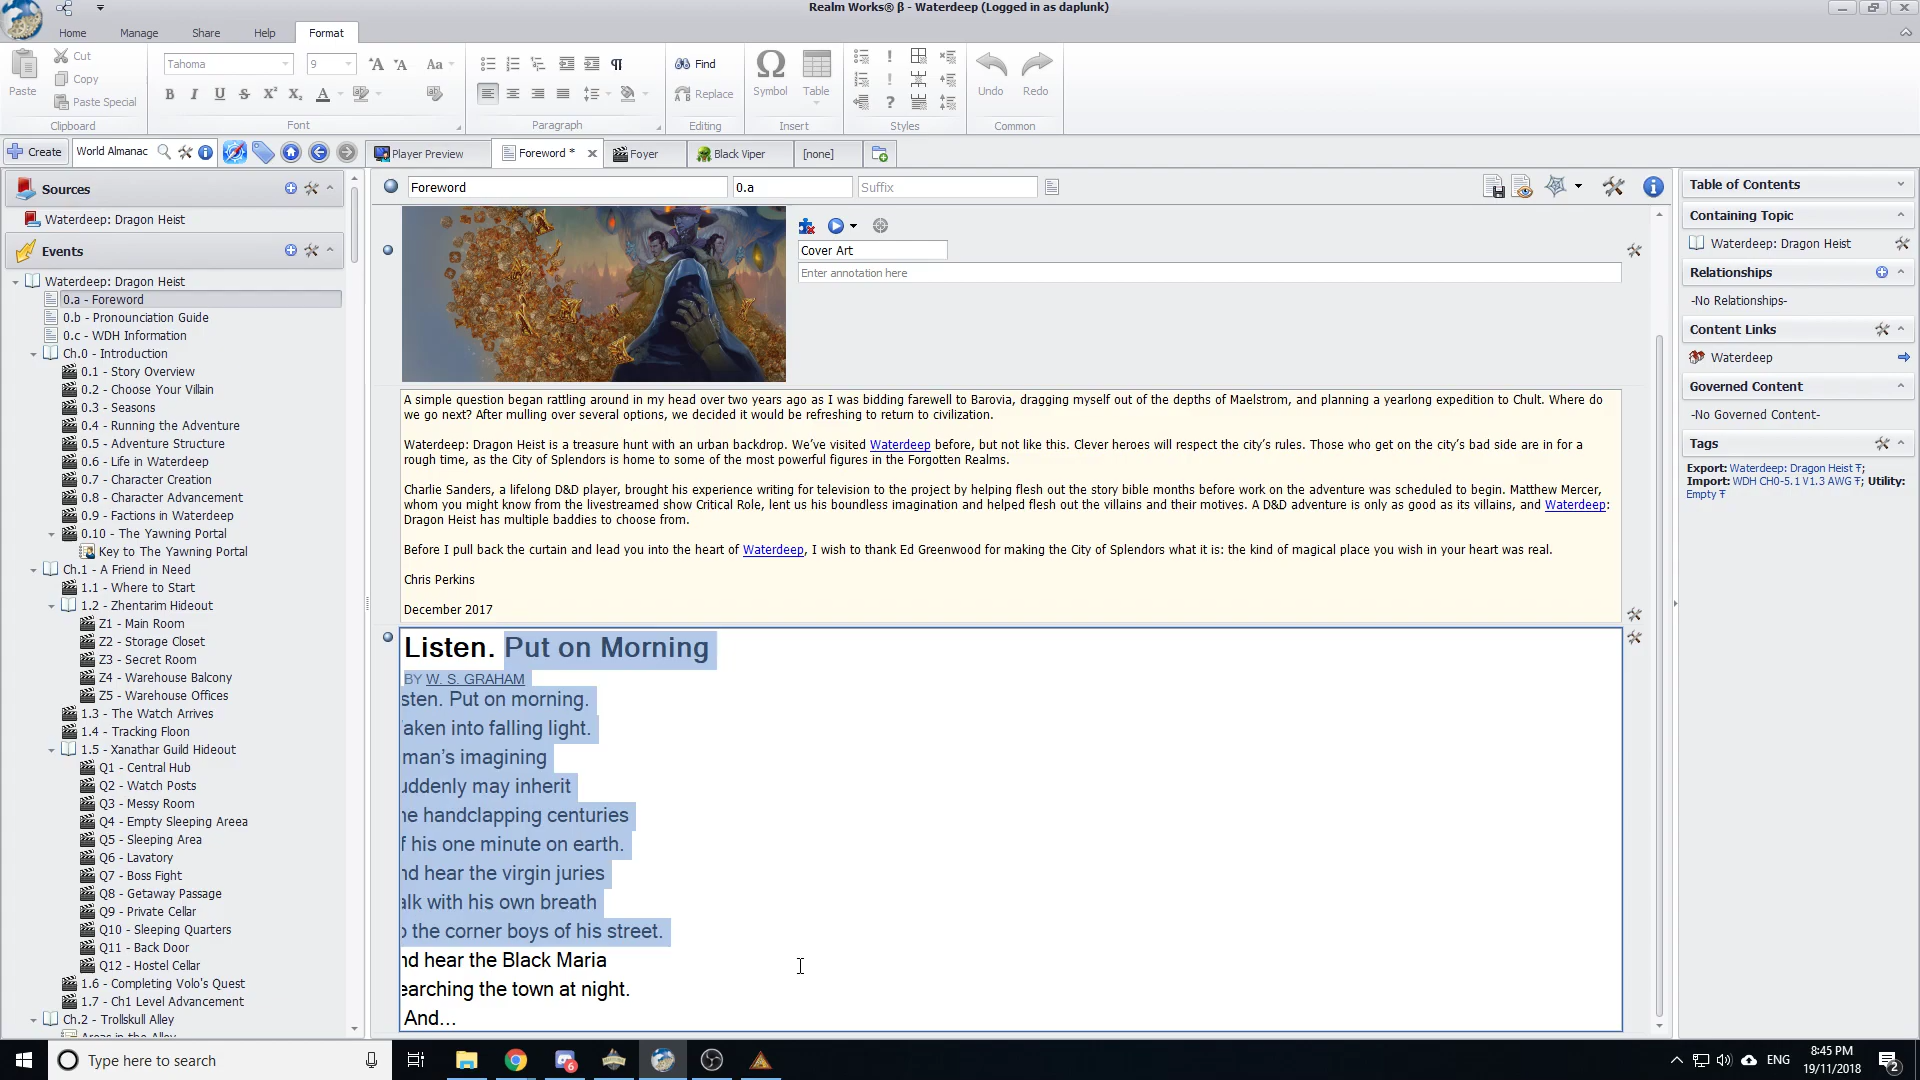 Realm Works® β - Waterdeep (Logged in as daplunk)
Home Manage Share Help Format
Paste
Cut
Copy
Paste Special
Clipboard
Tahoma 9
Font
Paragraph
Find
Replace
Editing
Symbol
Table
Insert
Styles
Undo
Redo
Common
Create World Almanac
Player Preview Foreword * Foyer Black Viper [none]
Sources
Waterdeep: Dragon Heist
Events
Waterdeep: Dragon Heist
0.a - Foreword
0.b - Pronounciation Guide
0.c - WDH Information
Ch.0 - Introduction
0.1 - Story Overview
0.2 - Choose Your Villain
0.3 - Seasons
0.4 - Running the Adventure
0.5 - Adventure Structure
0.6 - Life in Waterdeep
0.7 - Character Creation
0.8 - Character Advancement
0.9 - Factions in Waterdeep
0.10 - The Yawning Portal
Key to The Yawning Portal
Ch.1 - A Friend in Need
1.1 - Where to Start
1.2 - Zhentarim Hideout
Z1 - Main Room
Z2 - Storage Closet
Z3 - Secret Room
Z4 - Warehouse Balcony
Z5 - Warehouse Offices
1.3 - The Watch Arrives
1.4 - Tracking Floon
1.5 - Xanathar Guild Hideout
Q1 - Central Hub
Q2 - Watch Posts
Q3 - Messy Room
Q4 - Empty Sleeping Areea
Q5 - Sleeping Area
Q6 - Lavatory
Q7 - Boss Fight
Q8 - Getaway Passage
Q9 - Private Cellar
Q10 - Sleeping Quarters
Q11 - Back Door
Q12 - Hostel Cellar
1.6 - Completing Volo's Quest
1.7 - Ch1 Level Advancement
Ch.2 - Trollskull Alley
Foreword 0.a Suffix
Cover Art
Enter annotation here
A simple question began rattling around in my head over two years ago as I was bidding farewell to Barovia, dragging myself out of the depths of Maelstrom, and planning a yearlong expedition to Chult. Where do
we go next? After mulling over several options, we decided it would be refreshing to return to civilization.
Waterdeep: Dragon Heist is a treasure hunt with an urban backdrop. We've visited Waterdeep before, but not like this. Clever heroes will respect the city's rules. Those who get on the city's bad side are in for a
rough time, as the City of Splendors is home to some of the most powerful figures in the Forgotten Realms.
Charlie Sanders, a lifelong D&D player, brought his experience writing for television to the project by helping flesh out the story bible months before work on the adventure was scheduled to begin. Matthew Mercer,
whom you might know from the livestreamed show Critical Role, lent us his boundless imagination and helped flesh out the villains and their motives. A D&D adventure is only as good as its villains, and Waterdeep:
Dragon Heist has multiple baddies to choose from.
Before I pull back the curtain and lead you into the heart of Waterdeep, I wish to thank Ed Greenwood for making the City of Splendors what it is: the kind of magical place you wish in your heart was real.
Chris Perkins
December 2017
Listen. Put on Morning
BY W. S. GRAHAM
sten. Put on morning.
aken into falling light.
man's imagining
uddenly may inherit
he handclapping centuries
f his one minute on earth.
nd hear the virgin juries
alk with his own breath
o the corner boys of his street.
nd hear the Black Maria
earching the town at night.
And...
Table of Contents
Containing Topic
Waterdeep: Dragon Heist
Relationships
-No Relationships-
Content Links
Waterdeep
Governed Content
-No Governed Content-
Tags
Export: Waterdeep: Dragon Heist Ŧ;
Import: WDH CH0-5.1 V1.3 AWG Ŧ; Utility:
Empty Ŧ
Type here to search
6
ENG
8:45 PM
19/11/2018
2